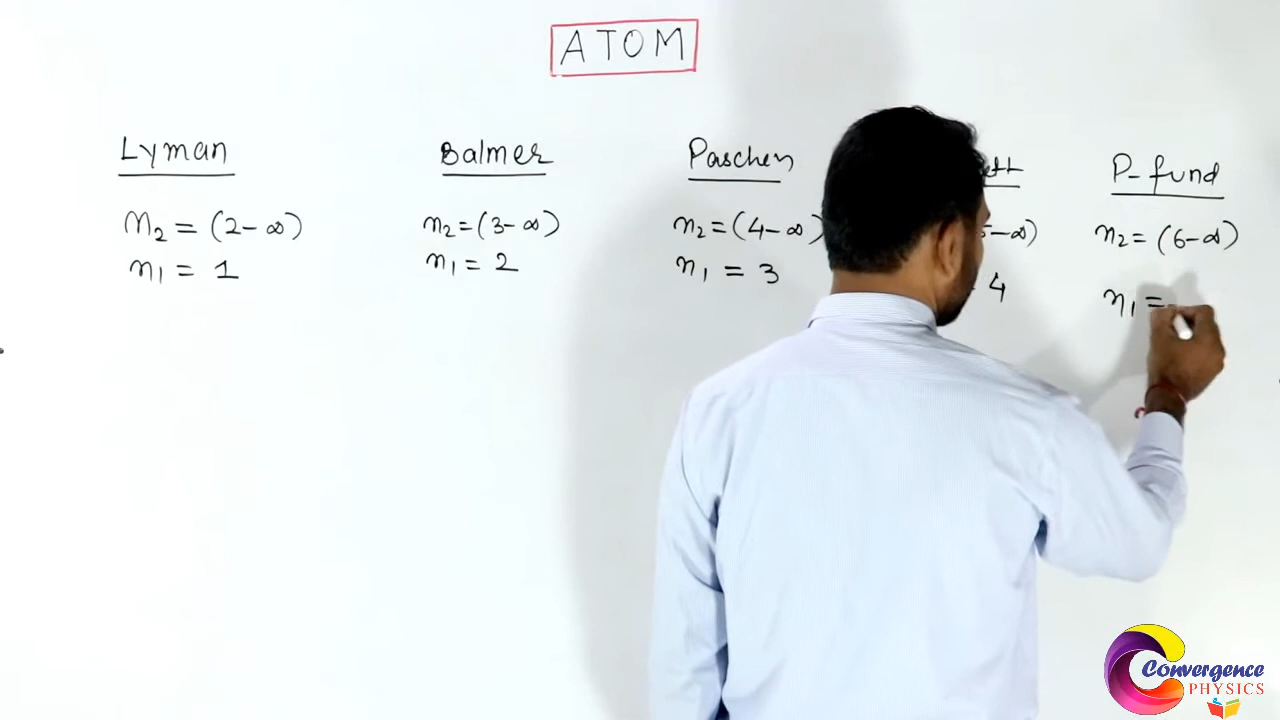 ATOM
Lyman
n₂ = (2-∞)
n₁ = 1
Balmer
n₂=(3-∞)
n₁ = 2
Paschen
n₂=(4-∞)
n₁ = 3
-∞)
4
P-fund
n₂=(6-∞)
n₁ =
Convergence
PHYSICS